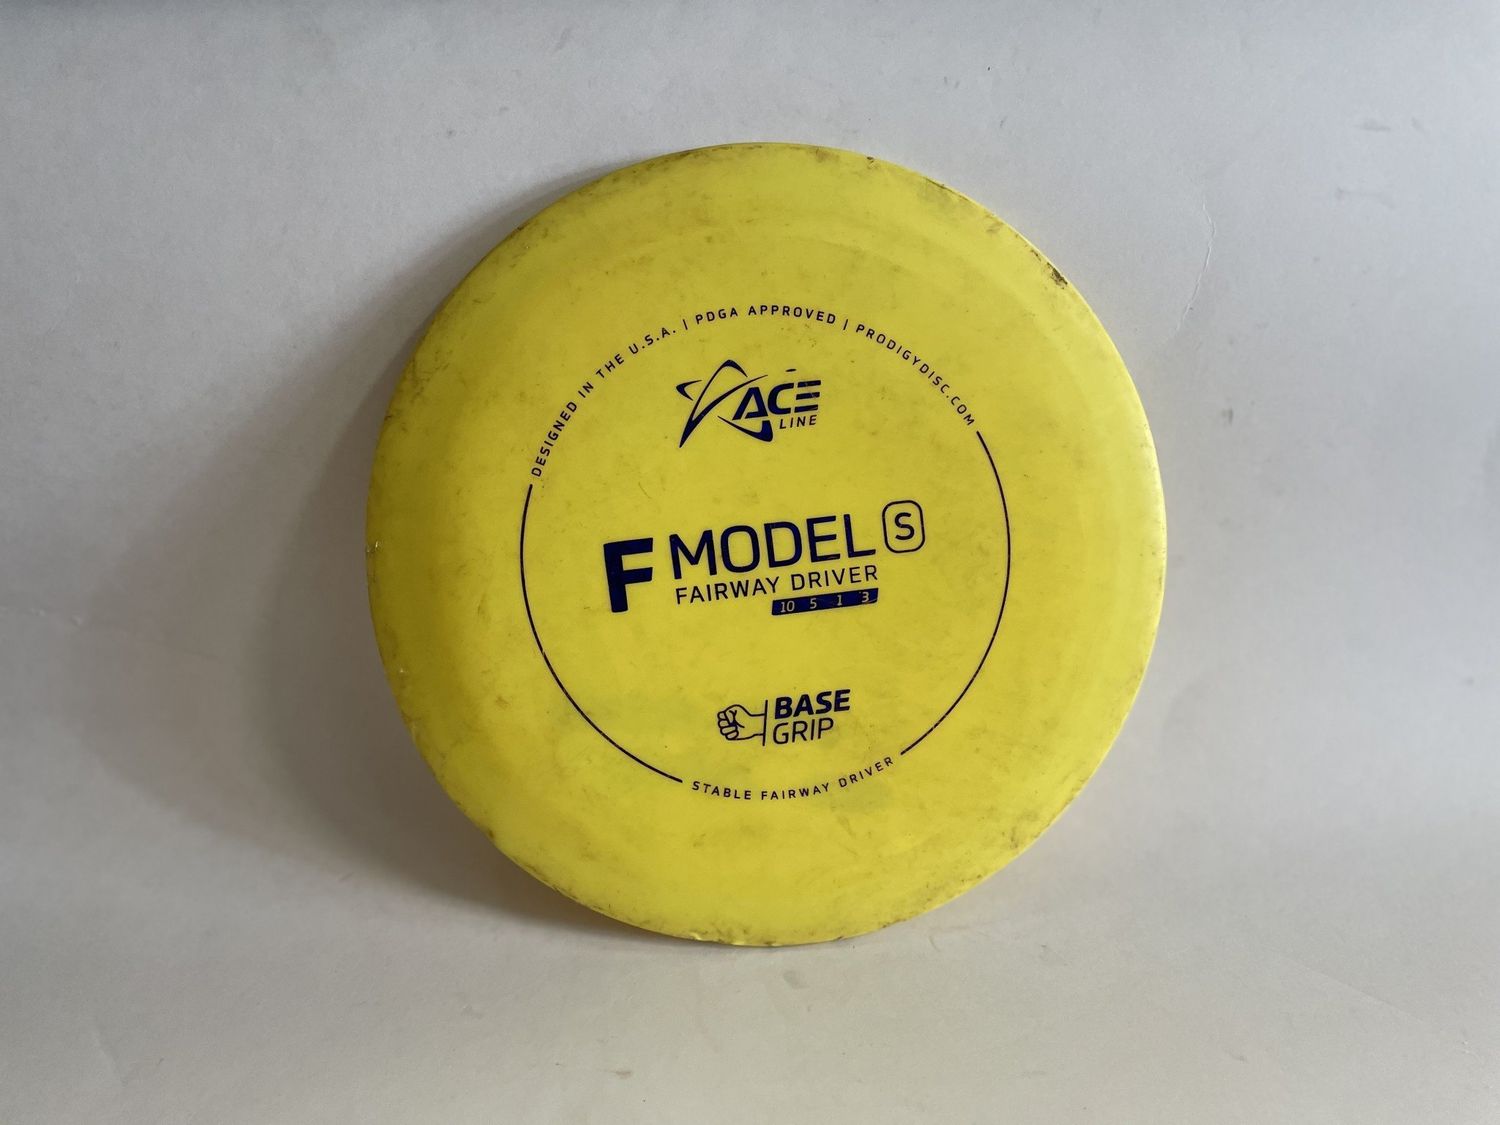 DESIGNED IN THE U.S.A. | PDGA APPROVED | PRODIGYDISC.COM
ACE
LINE
F MODEL S
FAIRWAY DRIVER
10 5 1 3
BASE
GRIP
STABLE FAIRWAY DRIVER